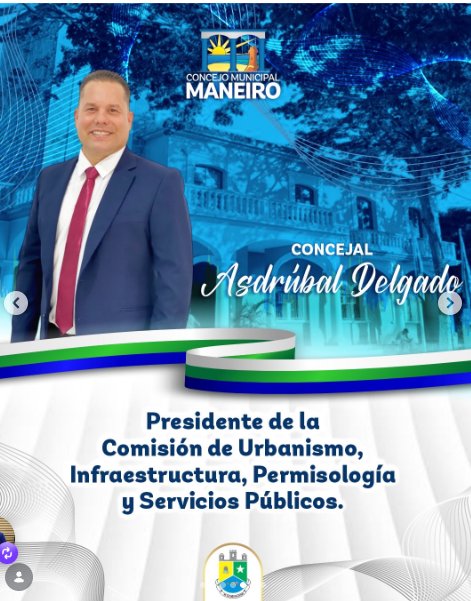 CONCEJO MUNICIPAL
MANEIRO
CONCEJAL
Asdrúbal Delgado
Presidente de la
Comisión de Urbanismo,
Infraestructura, Permisología
y Servicios Públicos.